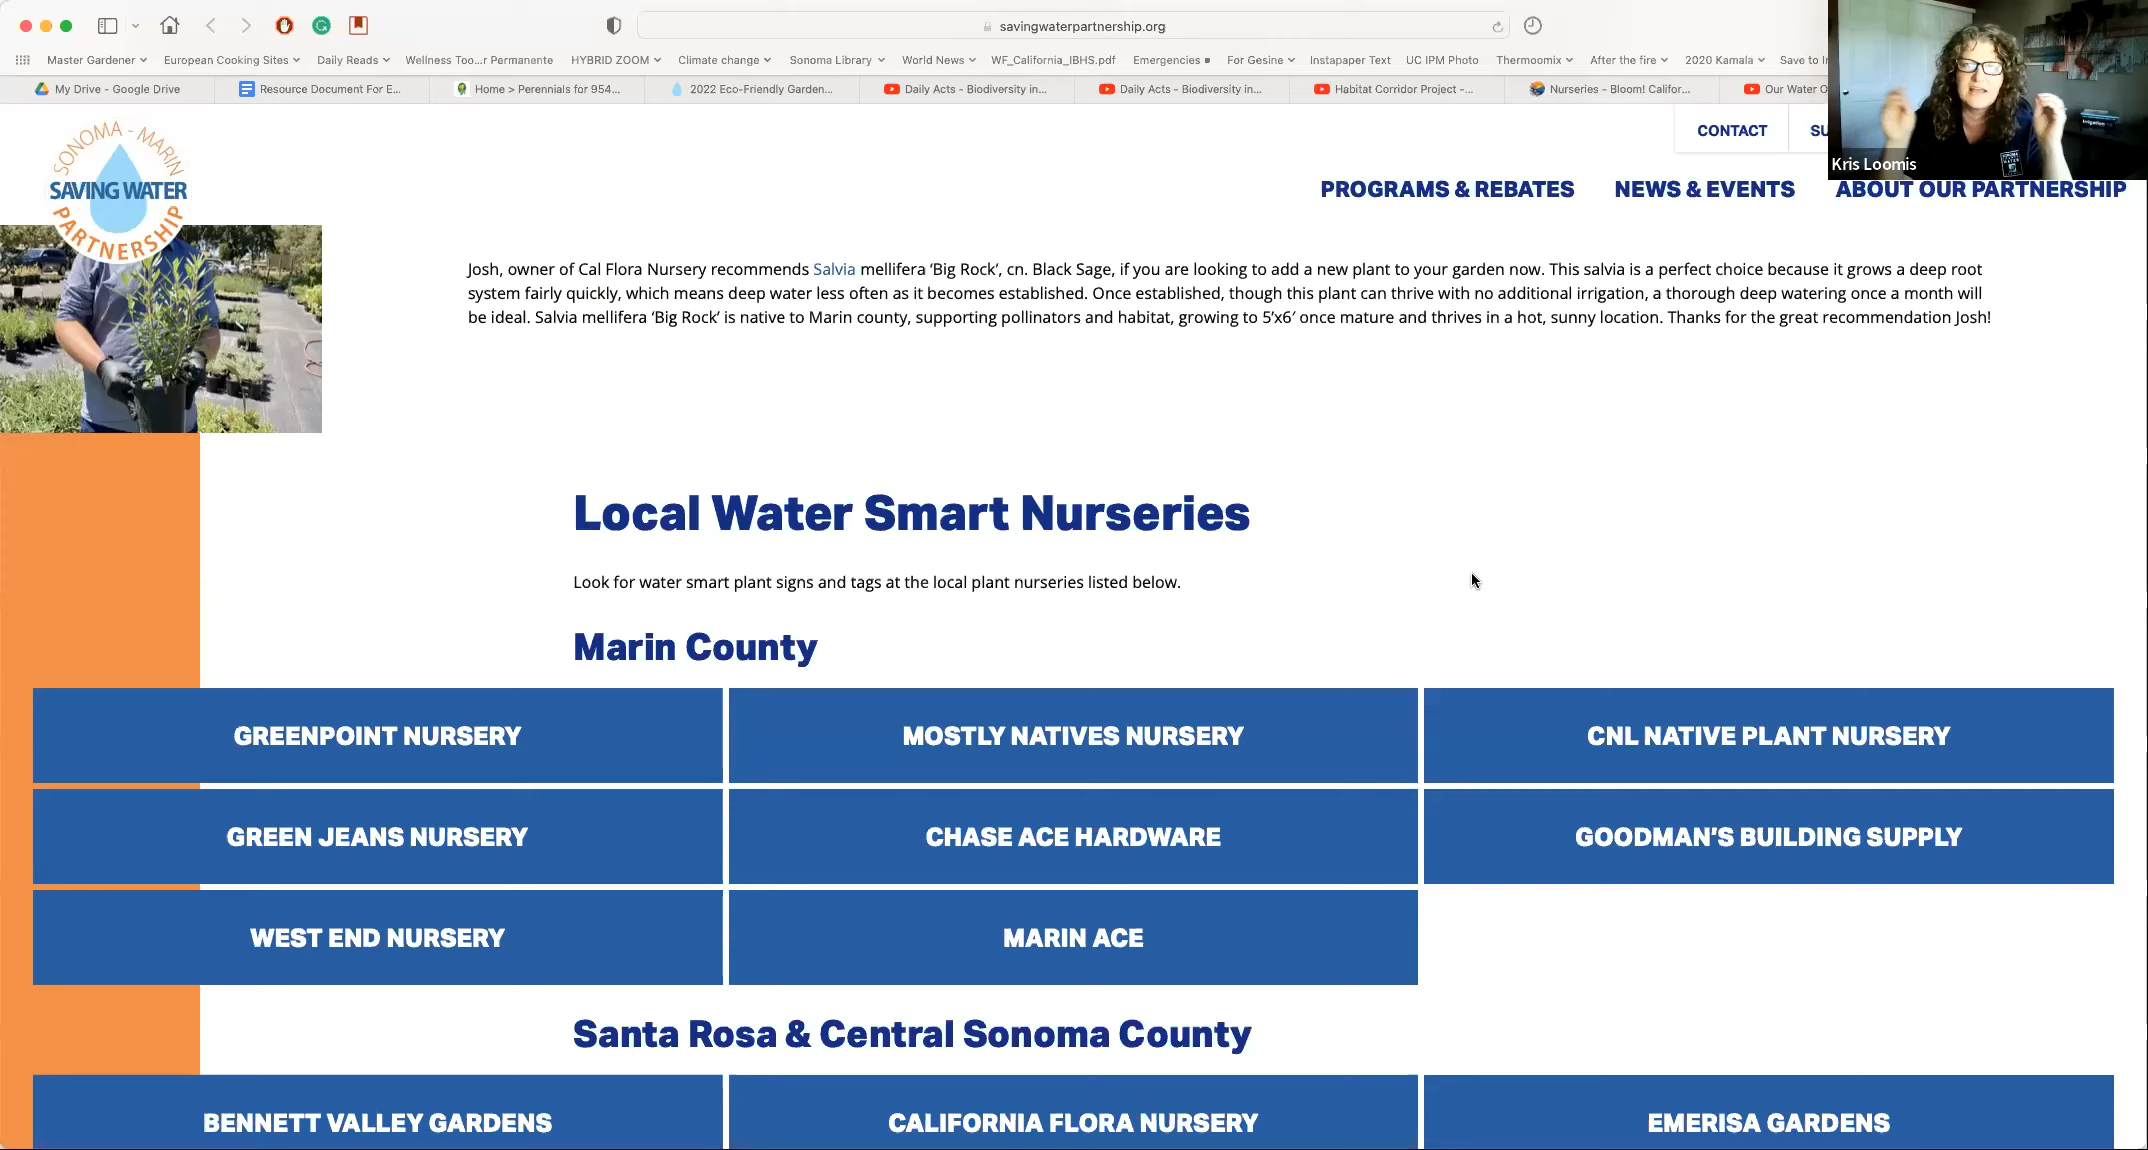 savingwaterpartnership.org
Master Gardener European Cooking Sites Daily Reads Wellness Too...r Permanente HYBRID ZOOM Climate change Sonoma Library World News WF_California_IBHS.pdf Emergencies For Gesine Instapaper Text UC IPM Photo Thermoomix After the fire 2020 Kamala Save to
My Drive - Google Drive Resource Document For E... Home > Perennials for 954... 2022 Eco-Friendly Garden... Daily Acts - Biodiversity in... Daily Acts - Biodiversity in... Habitat Corridor Project -... Nurseries - Bloom! Califor... Our Water
Kris Loomis
CONTACT
SONOMA - MARIN
SAVING WATER
PARTNERSHIP
PROGRAMS & REBATES NEWS & EVENTS ABOUT OUR PARTNERSHIP
Josh, owner of Cal Flora Nursery recommends Salvia mellifera ‘Big Rock’, cn. Black Sage, if you are looking to add a new plant to your garden now. This salvia is a perfect choice because it grows a deep root
system fairly quickly, which means deep water less often as it becomes established. Once established, though this plant can thrive with no additional irrigation, a thorough deep watering once a month will
be ideal. Salvia mellifera ‘Big Rock’ is native to Marin county, supporting pollinators and habitat, growing to 5’x6′ once mature and thrives in a hot, sunny location. Thanks for the great recommendation Josh!
Local Water Smart Nurseries
Look for water smart plant signs and tags at the local plant nurseries listed below.
Marin County
GREENPOINT NURSERY MOSTLY NATIVES NURSERY CNL NATIVE PLANT NURSERY
GREEN JEANS NURSERY CHASE ACE HARDWARE GOODMAN’S BUILDING SUPPLY
WEST END NURSERY MARIN ACE
Santa Rosa & Central Sonoma County
BENNETT VALLEY GARDENS CALIFORNIA FLORA NURSERY EMERISA GARDENS